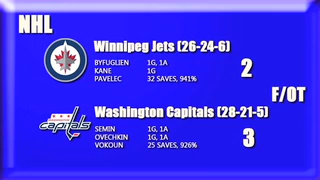 NHL
Winnipeg Jets (26-24-6)
BYFUGLIEN 1G, 1A
KANE 1G
PAVELEC 32 SAVES, 941%
2
F/OT
Washington Capitals (28-21-5)
capitals
SEMIN 1G, 1A
OVECHKIN 1G, 1A
VOKOUN 25 SAVES, 926%
3